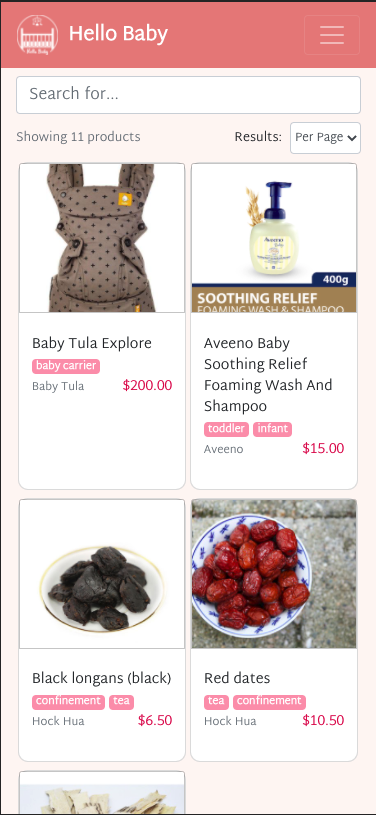 Hello Baby
Hello Baby
Search for...
Showing 11 products
Results:
Per Page
Aveeno
Baby
400g
SOOTHING RELIEF
FOAMING WASH & SHAMPOO
Baby Tula Explore
baby carrier
Baby Tula
$200.00
Aveeno Baby
Soothing Relief
Foaming Wash And
Shampoo
toddler
infant
Aveeno
$15.00
Black longans (black)
confinement
tea
Hock Hua
$6.50
Red dates
tea
confinement
Hock Hua
$10.50